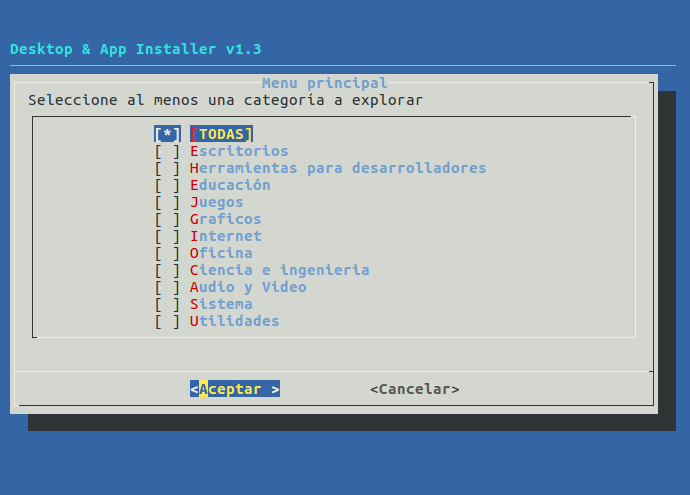 Desktop & App Installer v1.3
Menu principal
Seleccione al menos una categoría a explorar
[*] [TODAS]
[ ] Escritorios
[ ] Herramientas para desarrolladores
[ ] Educación
[ ] Juegos
[ ] Graficos
[ ] Internet
[ ] Oficina
[ ] Ciencia e ingenieria
[ ] Audio y Video
[ ] Sistema
[ ] Utilidades
<Aceptar > <Cancelar>